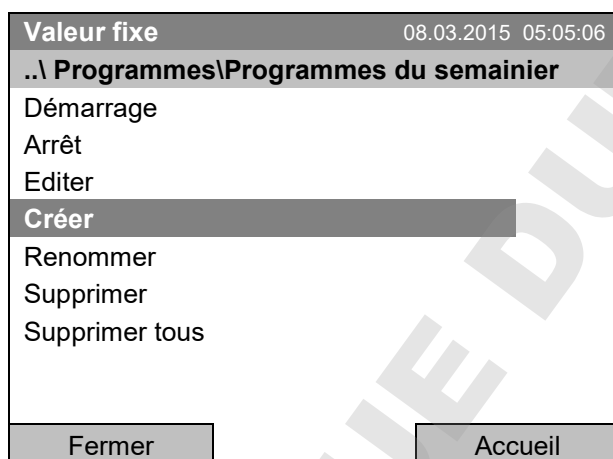 Valeur fixe 08.03.2015 05:05:06
..\ Programmes\Programmes du semainier
Démarrage
Arrêt
Editer
Créer
Renommer
Supprimer
Supprimer tous
Fermer Accueil